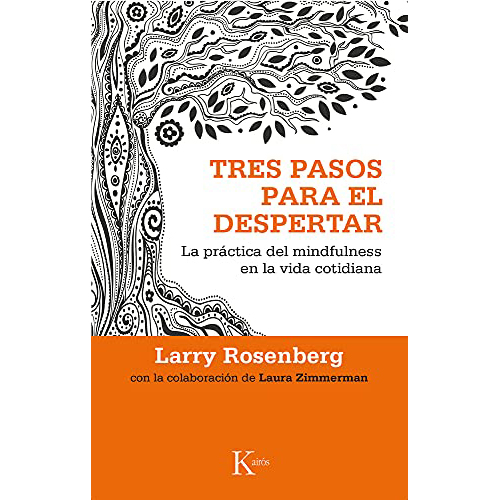 TRES PASOS
PARA EL
DESPERTAR
La práctica del mindfulness
en la vida cotidiana
Larry Rosenberg
con la colaboración de Laura Zimmerman
Kairós